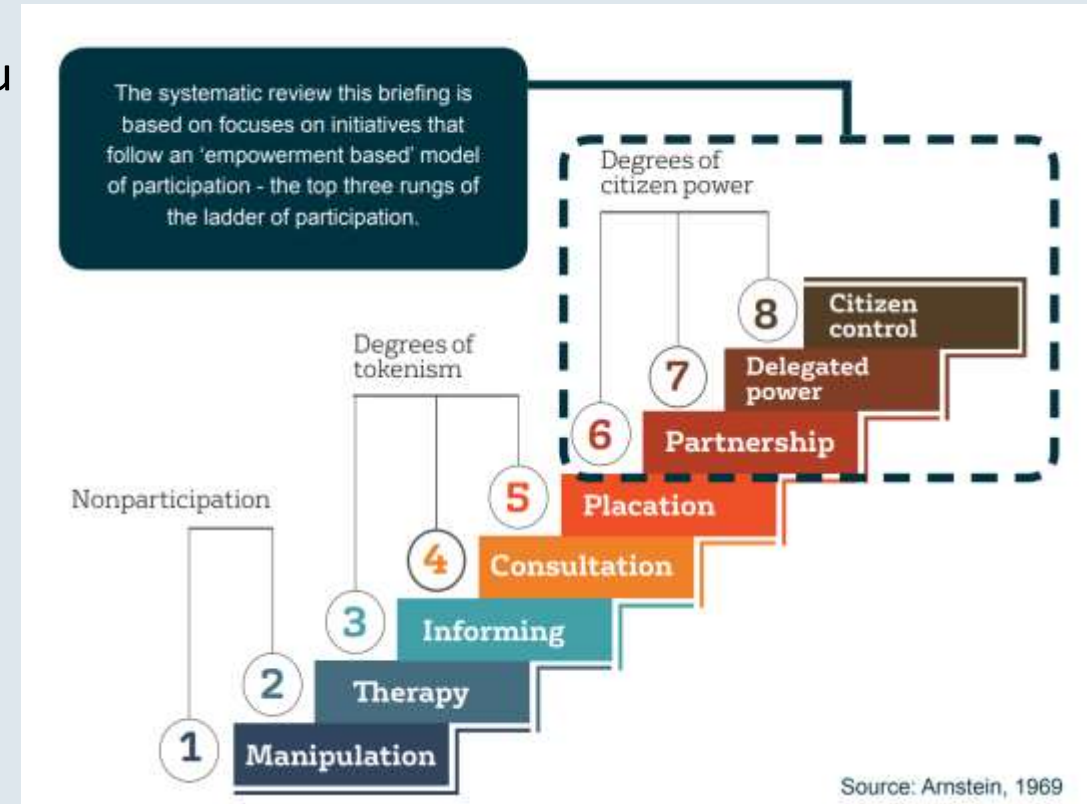 u
The systematic review this briefing is
based on focuses on initiatives that
follow an ‘empowerment based’ model
of participation - the top three rungs of
the ladder of participation.
Degrees of
citizen power
8
Citizen
control
Degrees of
tokenism
7
Delegated
power
6
Partnership
Nonparticipation
5
Placation
4
Consultation
3
Informing
2
Therapy
1
Manipulation
Source: Arnstein, 1969